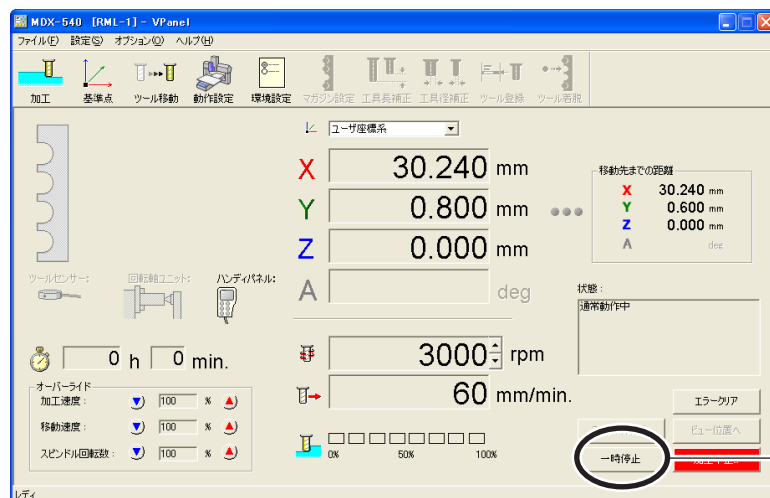 MDX-540 [RML-1] - VPanel
ファイル(F) 設定(S) オプション(O) ヘルプ(H)
加工 基準点 ツール移動 動作設定 環境設定 マガジン設定 工具長補正 工具径補正 ツール登録 ツール着脱
ユーザ座標系
X 30.240 mm
Y 0.800 mm
Z 0.000 mm
A deg
移動先までの距離
X 30.240 mm
Y 0.600 mm
Z 0.000 mm
A deg
ツールセンサー: 回転軸ユニット: ハンディパネル:
状態:
通常動作中
0 h 0 min.
3000 rpm
60 mm/min.
オーバーライド
加工速度: 100 %
移動速度: 100 %
スピンドル回転数: 100 %
0% 50% 100%
エラークリア
ビュー位置へ
一時停止
レディ